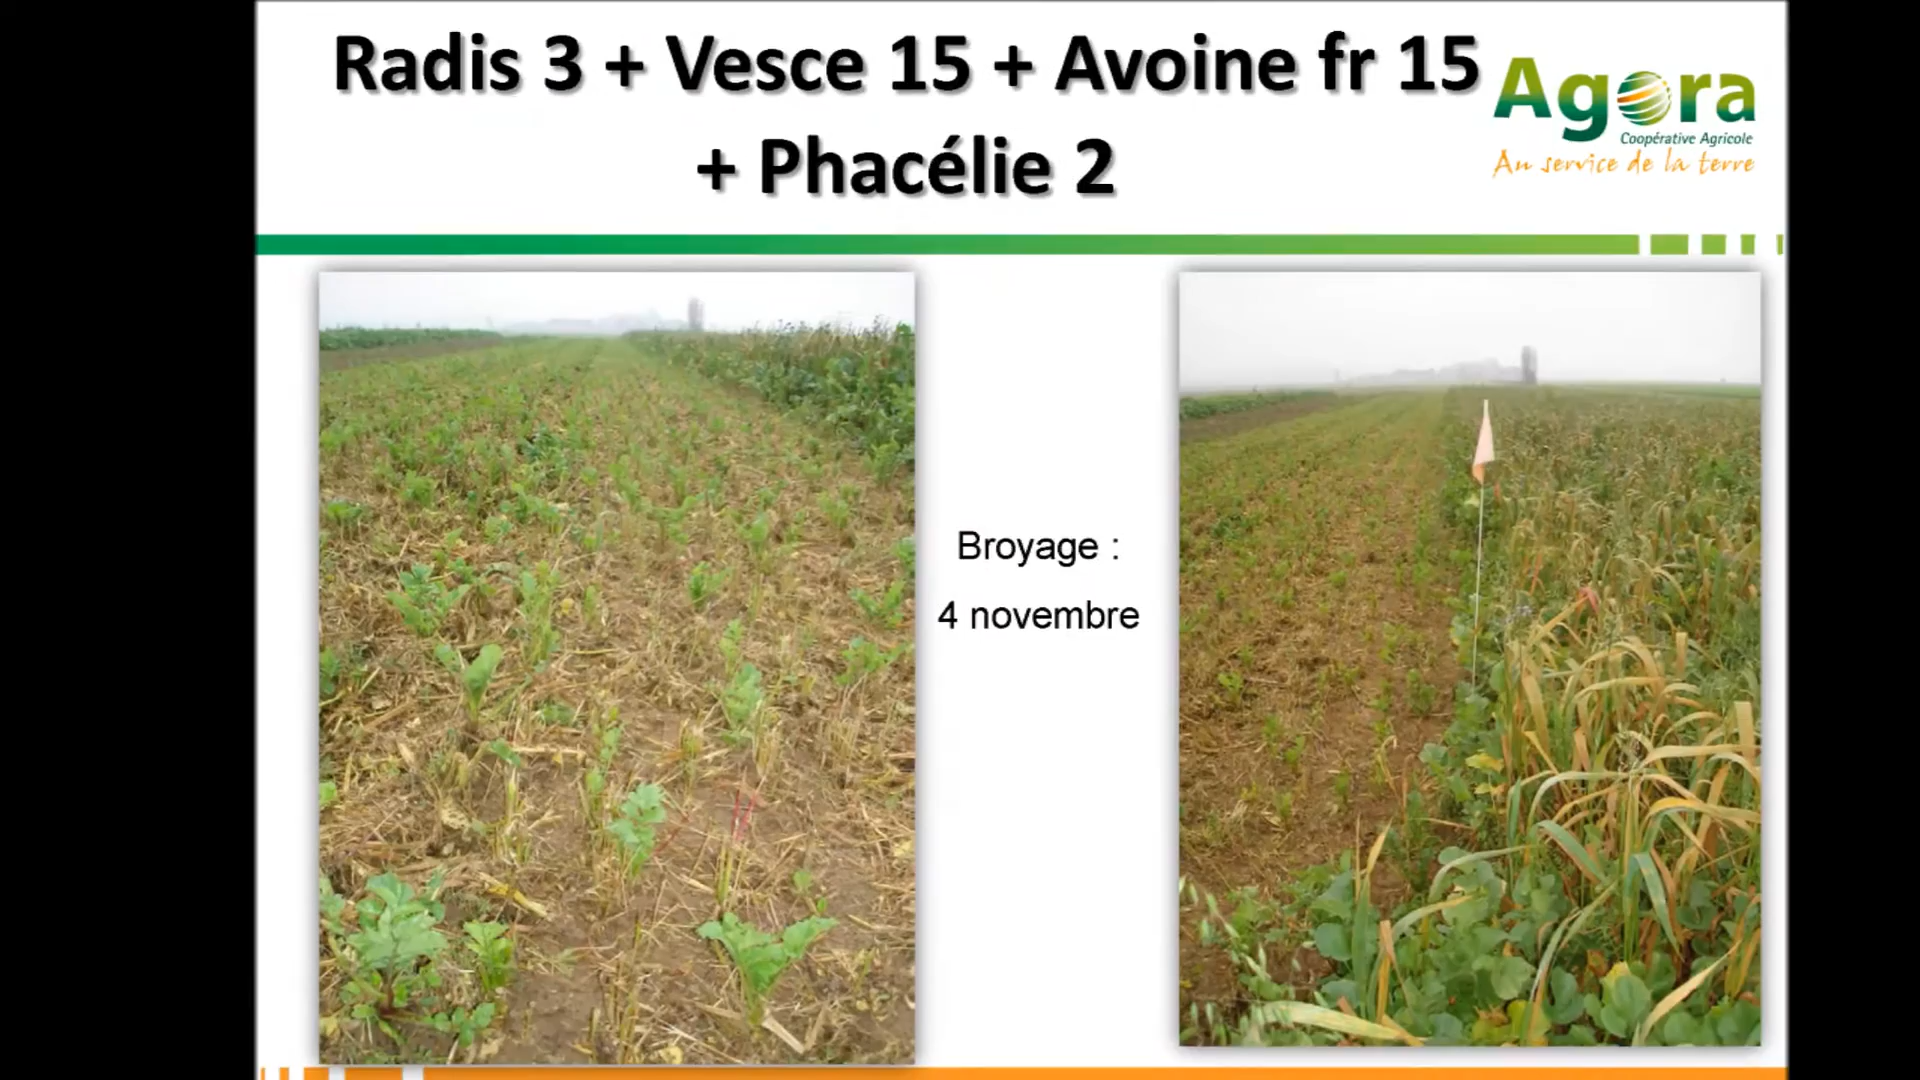 Radis 3 + Vesce 15 + Avoine fr 15
+ Phacélie 2
Agora
Coopérative Agricole
Au service de la terre
Broyage :
4 novembre